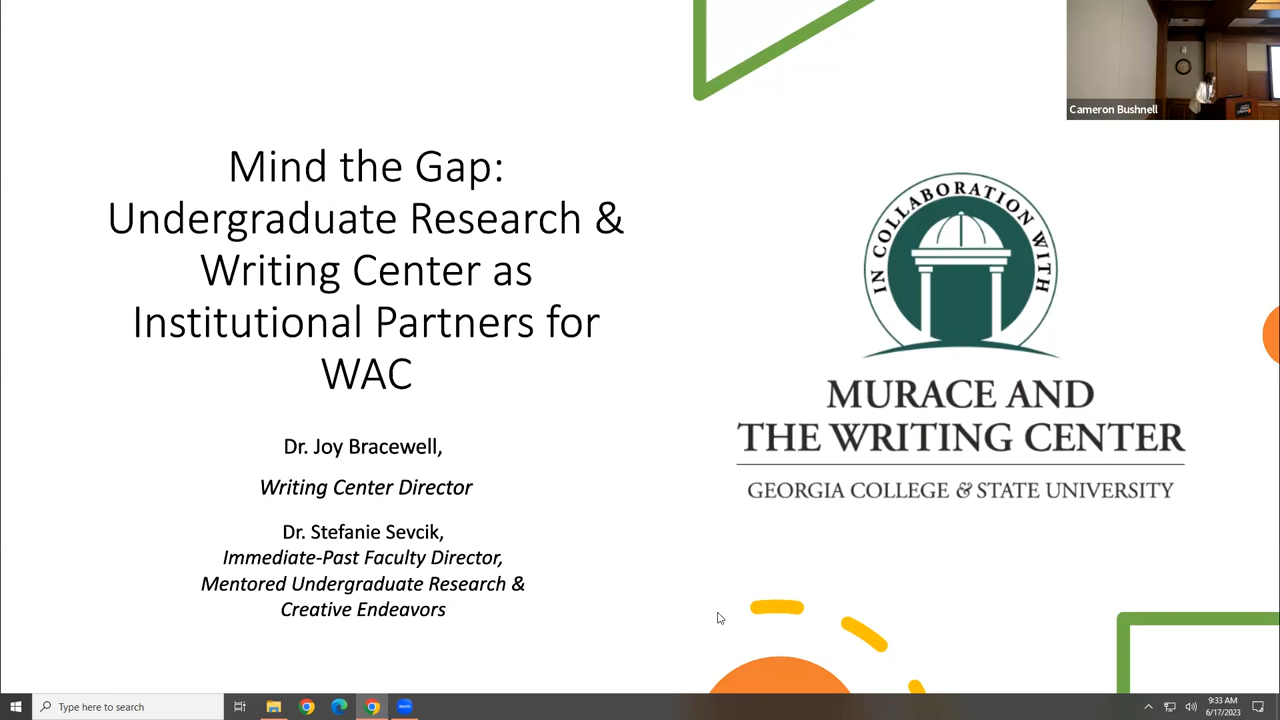 Cameron Bushnell
Mind the Gap:
Undergraduate Research &
Writing Center as
Institutional Partners for
WAC
Dr. Joy Bracewell,
Writing Center Director
Dr. Stefanie Sevcik,
Immediate-Past Faculty Director,
Mentored Undergraduate Research &
Creative Endeavors
IN COLLABORATION WITH
MURACE AND
THE WRITING CENTER
GEORGIA COLLEGE & STATE UNIVERSITY
Type here to search
zoom
9:33 AM
6/17/2023